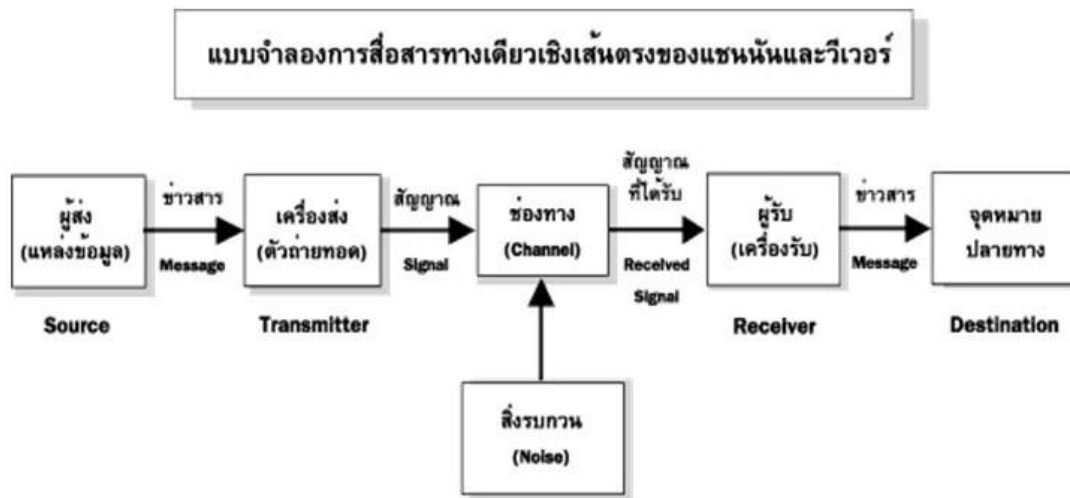 แบบจำลองการสื่อสารทางเดียวเชิงเส้นตรงของแชนนันและวีเวอร์
ผู้ส่ง
(แหล่งข้อมูล)
Source
ข่าวสาร
Message
เครื่องส่ง
(ตัวถ่ายทอด)
Transmitter
สัญญาณ
Signal
ช่องทาง
(Channel)
สัญญาณ
ที่ได้รับ
Received
Signal
ผู้รับ
(เครื่องรับ)
Receiver
ข่าวสาร
Message
จุดหมาย
ปลายทาง
Destination
สิ่งรบกวน
(Noise)